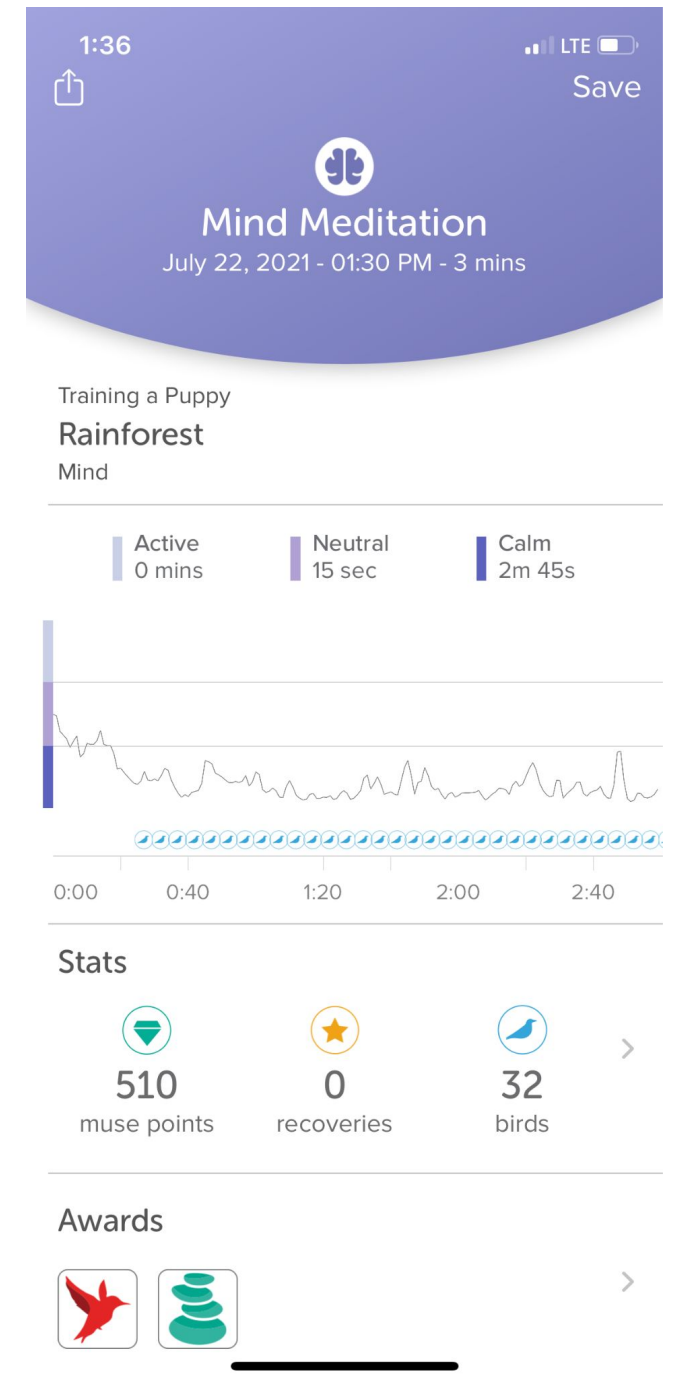 1:36
LTE
Save
Mind Meditation
July 22, 2021 - 01:30 PM - 3 mins
Training a Puppy
Rainforest
Mind
Active Neutral Calm
0 mins 15 sec 2m 45s
0:00 0:40 1:20 2:00 2:40
Stats
510 0 32
muse points recoveries birds
Awards